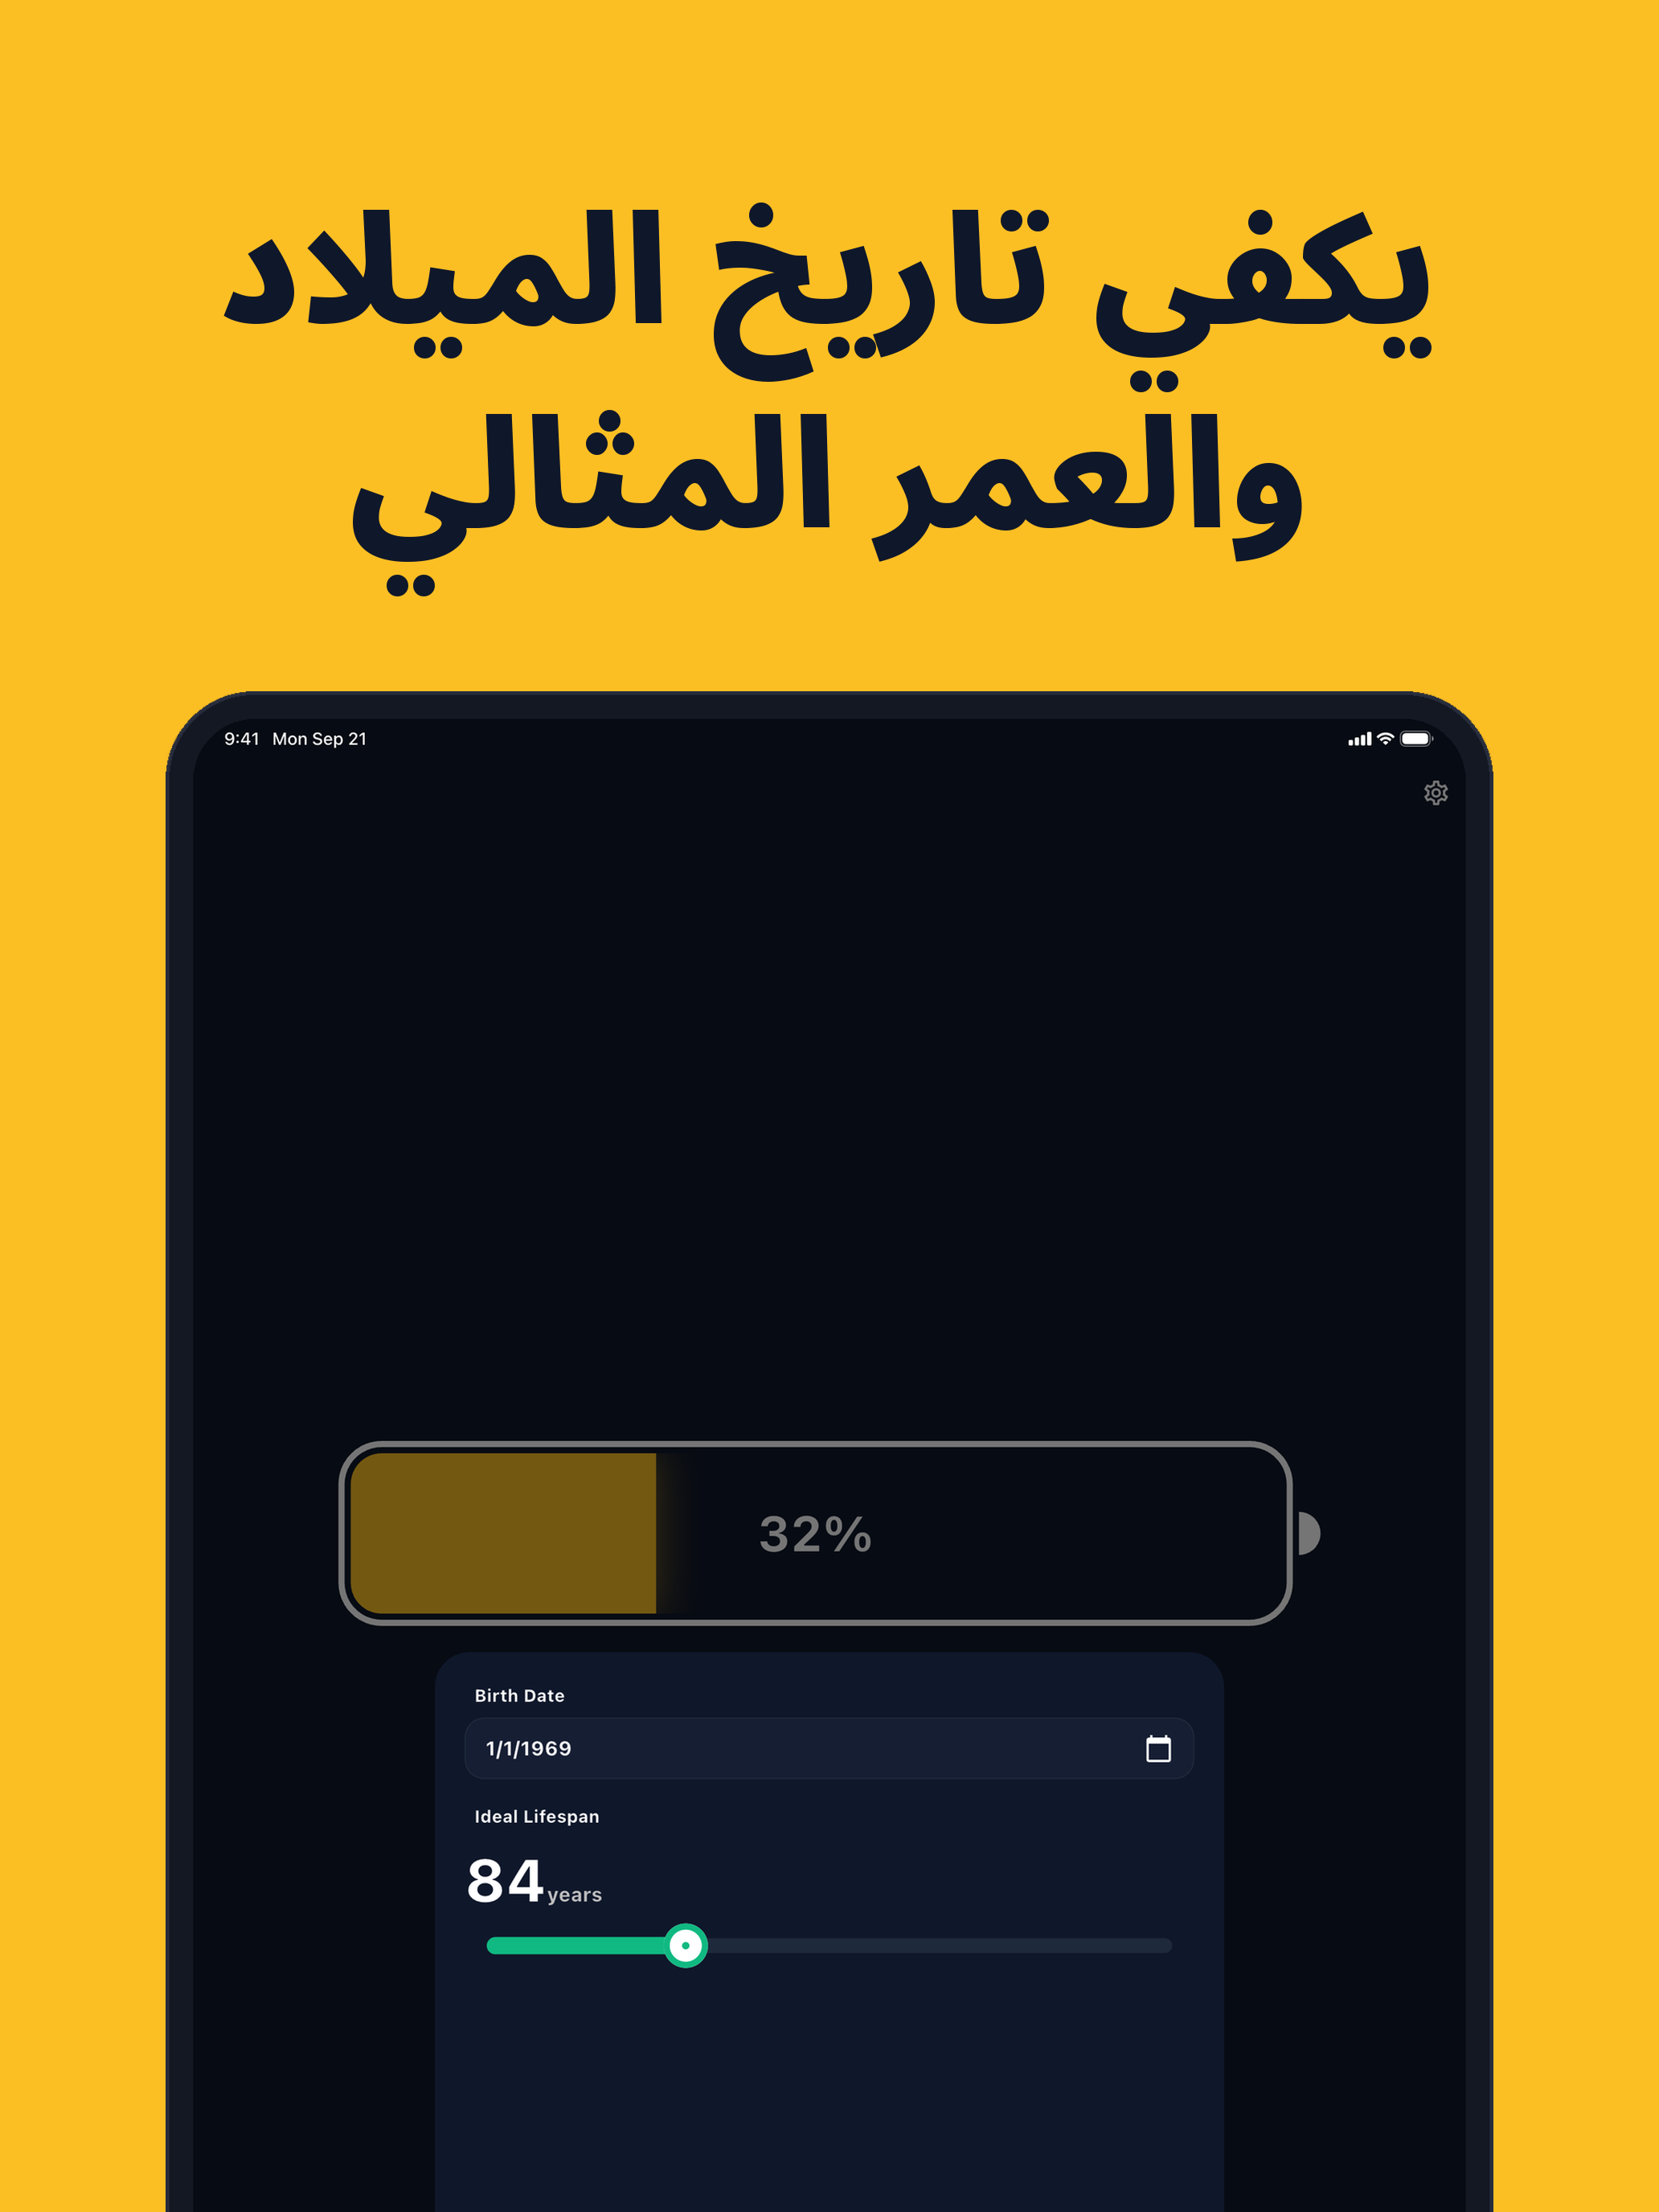 يكفي تاريخ الميلاد
والعمر المثالي
9:41 Mon Sep 21
32%
Birth Date
1/1/1969
Ideal Lifespan
84 years